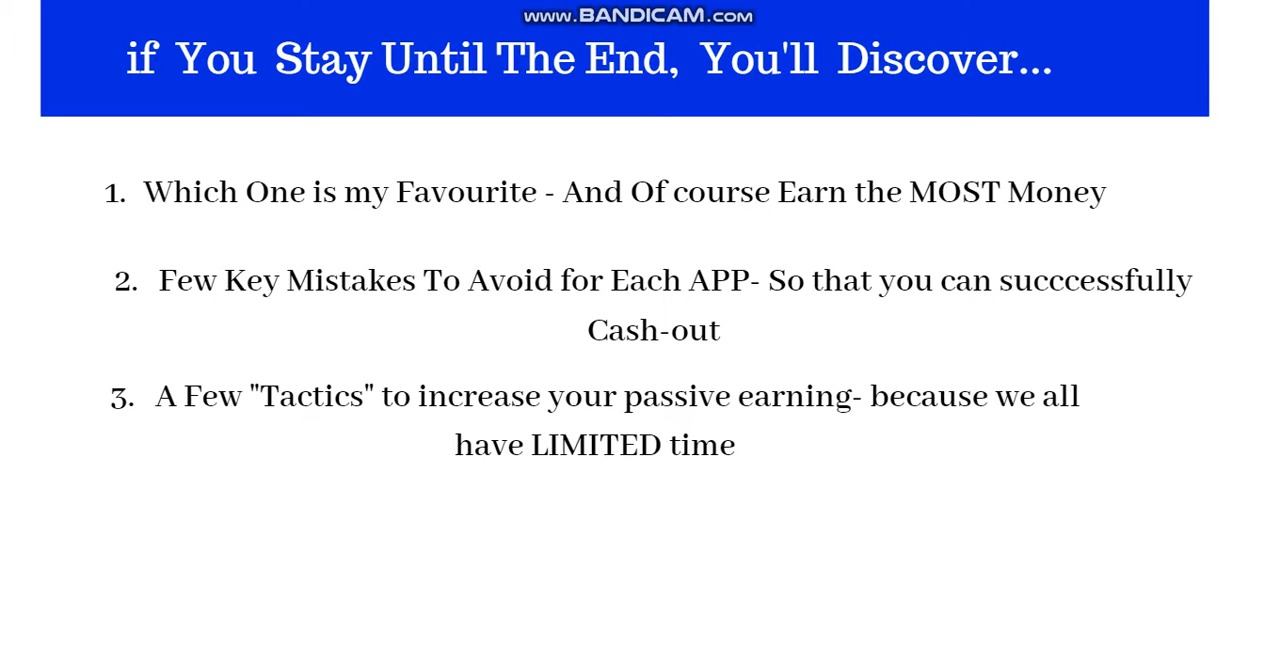 www.BANDICAM.com
if You Stay Until The End, You'll Discover...
1. Which One is my Favourite - And Of course Earn the MOST Money
2. Few Key Mistakes To Avoid for Each APP- So that you can succcessfully
Cash-out
3. A Few "Tactics" to increase your passive earning- because we all
have LIMITED time